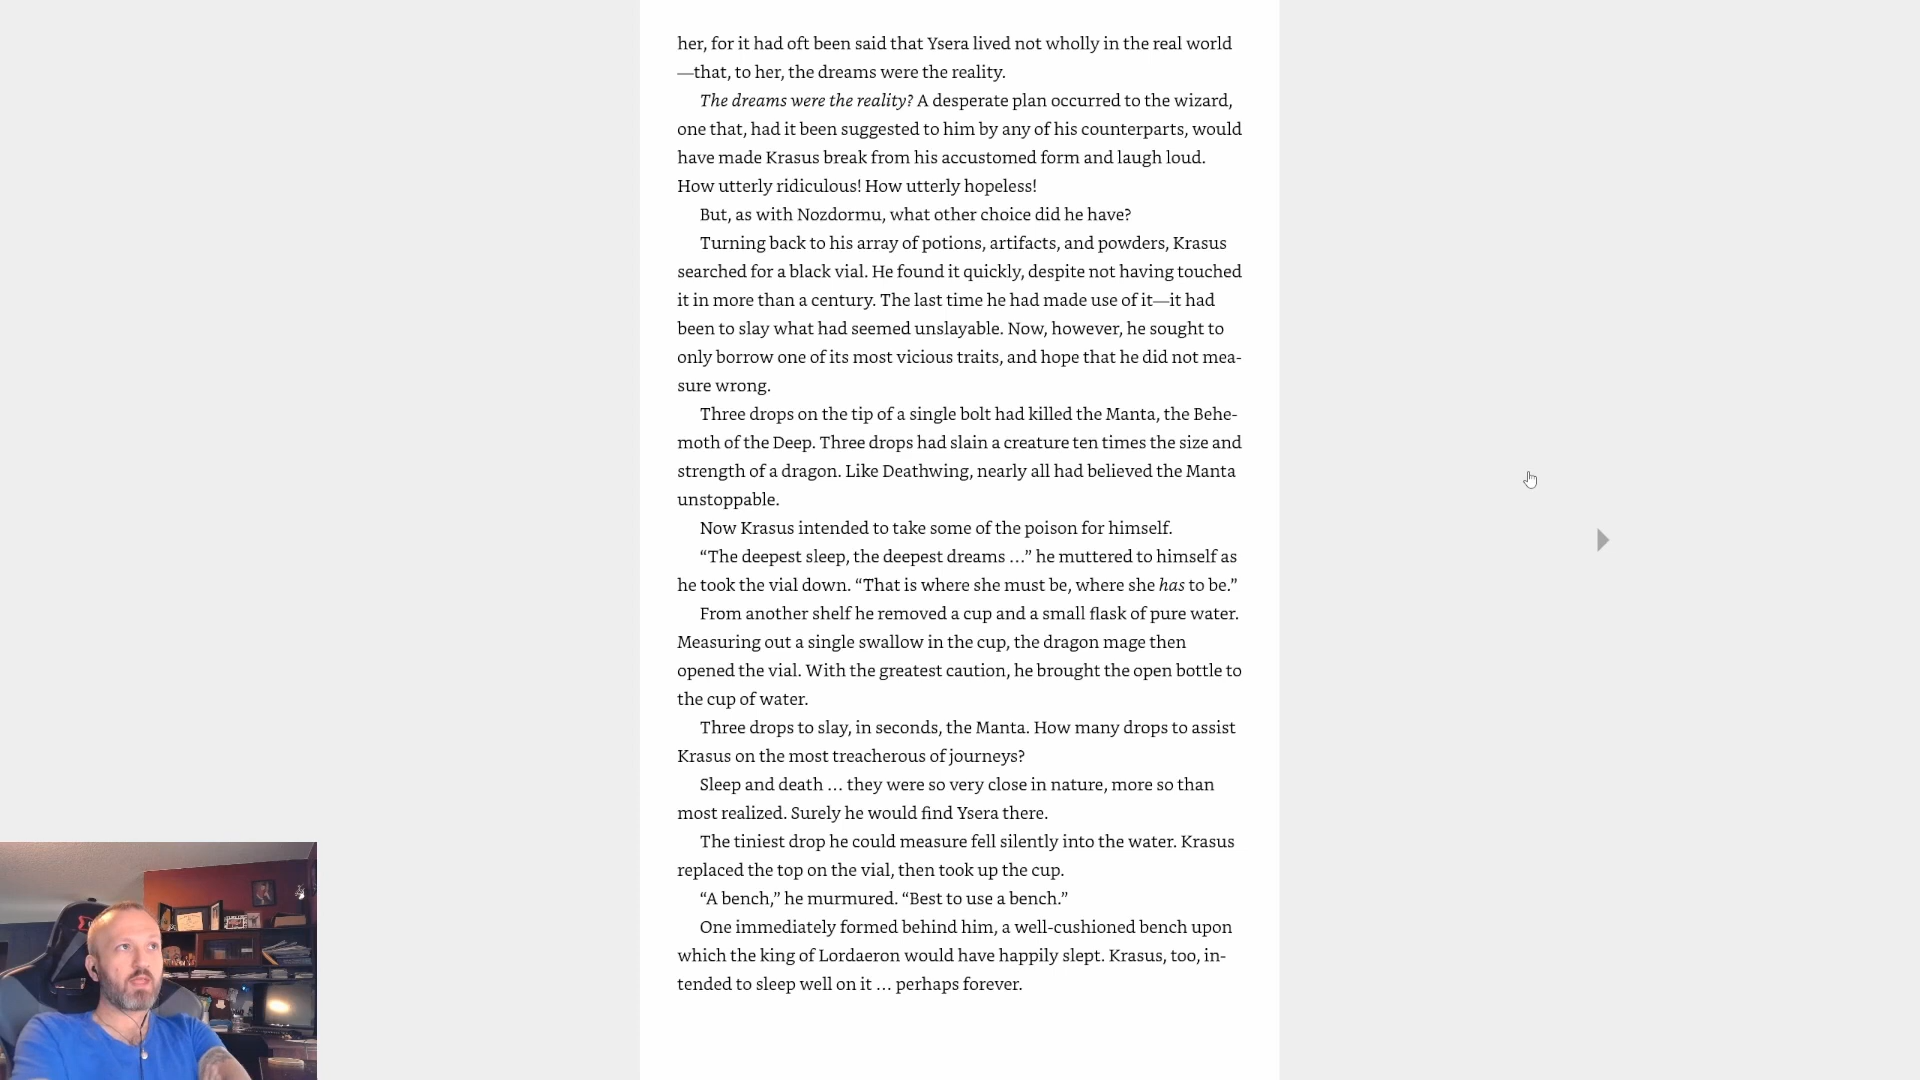 her, for it had oft been said that Ysera lived not wholly in the real world
—that, to her, the dreams were the reality.
The dreams were the reality? A desperate plan occurred to the wizard,
one that, had it been suggested to him by any of his counterparts, would
have made Krasus break from his accustomed form and laugh loud.
How utterly ridiculous! How utterly hopeless!
But, as with Nozdormu, what other choice did he have?
Turning back to his array of potions, artifacts, and powders, Krasus
searched for a black vial. He found it quickly, despite not having touched
it in more than a century. The last time he had made use of it—it had
been to slay what had seemed unslayable. Now, however, he sought to
only borrow one of its most vicious traits, and hope that he did not mea-
sure wrong.
Three drops on the tip of a single bolt had killed the Manta, the Behe-
moth of the Deep. Three drops had slain a creature ten times the size and
strength of a dragon. Like Deathwing, nearly all had believed the Manta
unstoppable.
Now Krasus intended to take some of the poison for himself.
“The deepest sleep, the deepest dreams …” he muttered to himself as
he took the vial down. “That is where she must be, where she has to be.”
From another shelf he removed a cup and a small flask of pure water.
Measuring out a single swallow in the cup, the dragon mage then
opened the vial. With the greatest caution, he brought the open bottle to
the cup of water.
Three drops to slay, in seconds, the Manta. How many drops to assist
Krasus on the most treacherous of journeys?
Sleep and death … they were so very close in nature, more so than
most realized. Surely he would find Ysera there.
The tiniest drop he could measure fell silently into the water. Krasus
replaced the top on the vial, then took up the cup.
“A bench,” he murmured. “Best to use a bench.”
One immediately formed behind him, a well-cushioned bench upon
which the king of Lordaeron would have happily slept. Krasus, too, in-
tended to sleep well on it … perhaps forever.